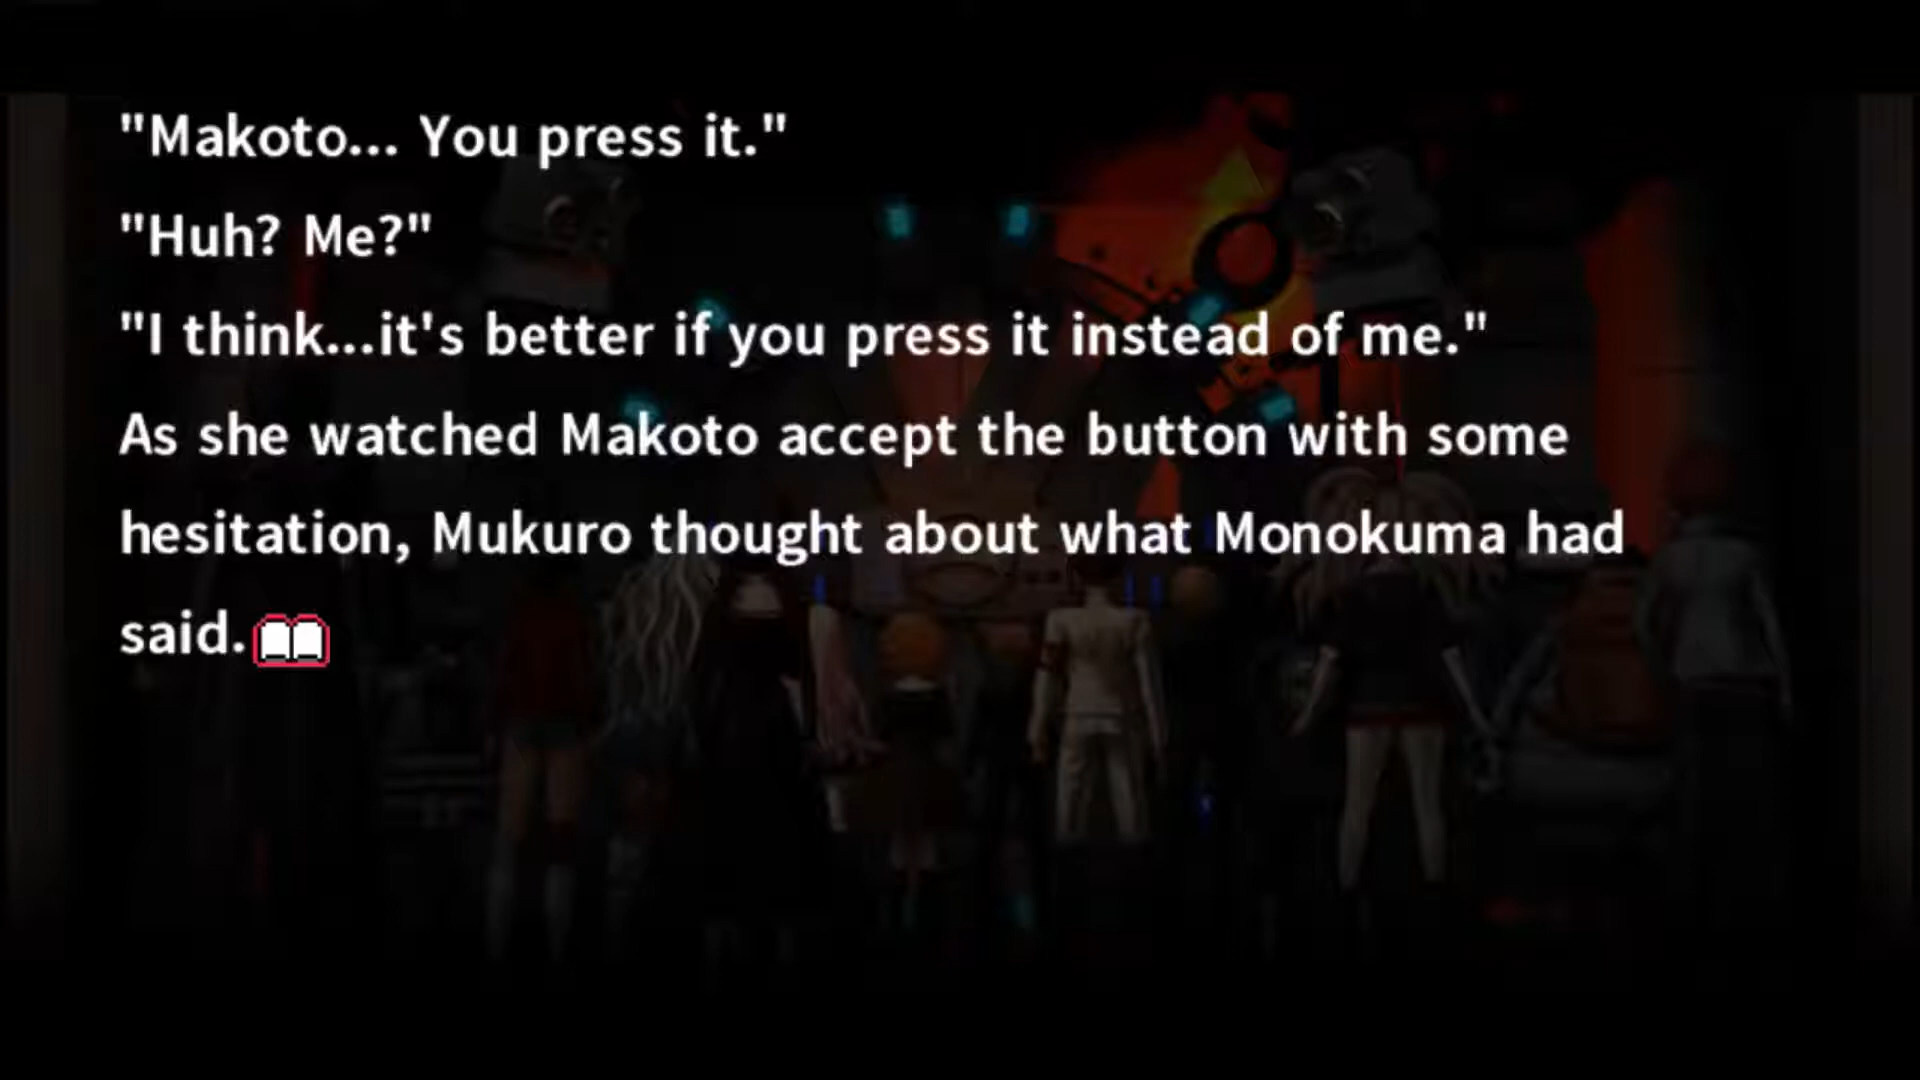 "Makoto... You press it."
"Huh? Me?"
"I think...it's better if you press it instead of me."
As she watched Makoto accept the button with some
hesitation, Mukuro thought about what Monokuma had
said.